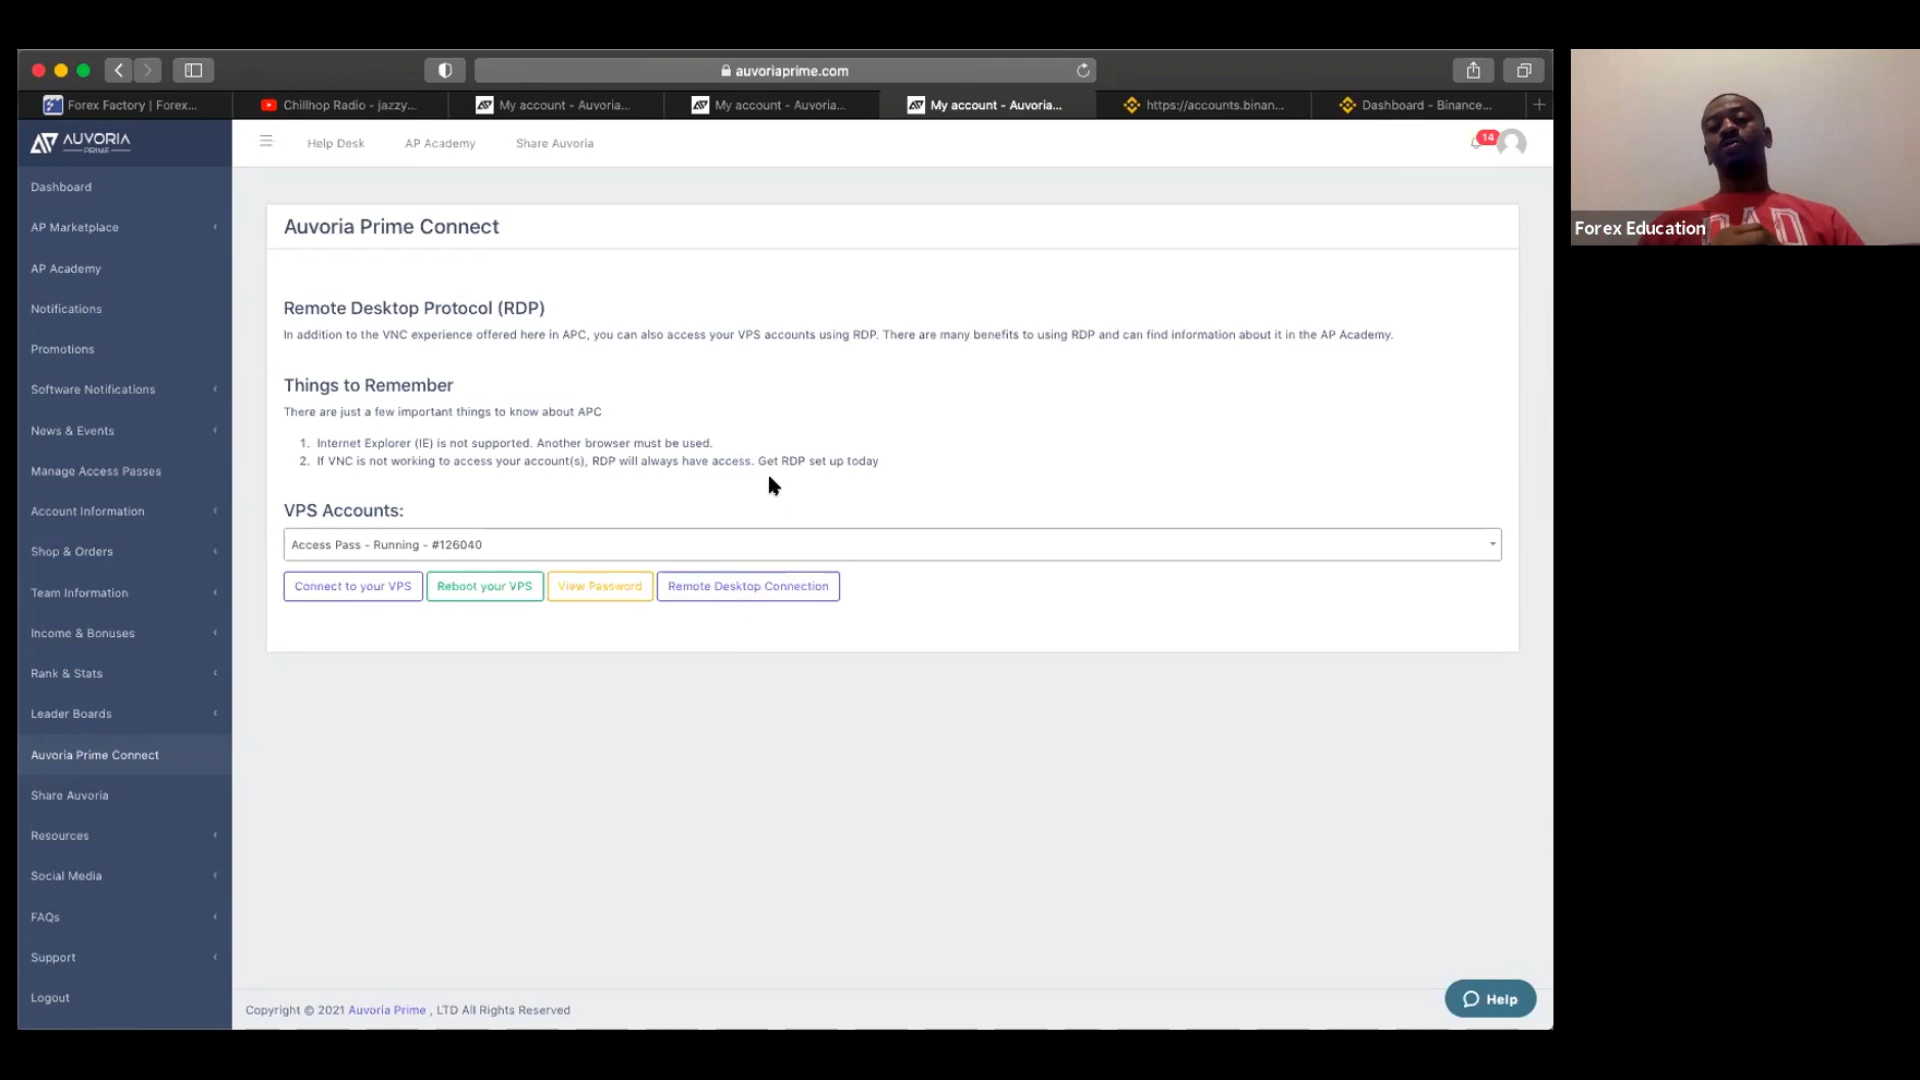 auvoriaprime.com
Forex Factory | Forex...
Chillhop Radio - jazzy...
My account - Auvoria...
My account - Auvoria...
My account - Auvoria...
https://accounts.binan...
Dashboard - Binance...
AUVORIA
PRIME
Help Desk
AP Academy
Share Auvoria
14
Dashboard
AP Marketplace
AP Academy
Notifications
Promotions
Software Notifications
News & Events
Manage Access Passes
Account Information
Shop & Orders
Team Information
Income & Bonuses
Rank & Stats
Leader Boards
Auvoria Prime Connect
Share Auvoria
Resources
Social Media
FAQs
Support
Logout
Auvoria Prime Connect
Remote Desktop Protocol (RDP)
In addition to the VNC experience offered here in APC, you can also access your VPS accounts using RDP. There are many benefits to using RDP and can find information about it in the AP Academy.
Things to Remember
There are just a few important things to know about APC
1. Internet Explorer (IE) is not supported. Another browser must be used.
2. If VNC is not working to access your account(s), RDP will always have access. Get RDP set up today
VPS Accounts:
Access Pass - Running - #126040
Connect to your VPS
Reboot your VPS
View Password
Remote Desktop Connection
Copyright © 2021 Auvoria Prime , LTD All Rights Reserved
Help
Forex Education